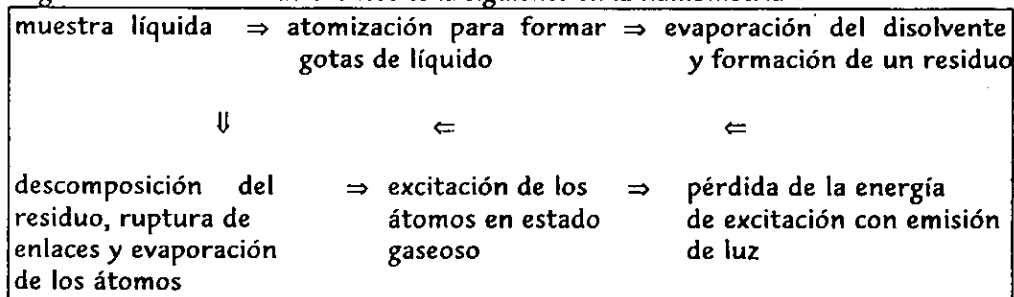 muestra líquida ⇒ atomización para formar ⇒ evaporación del disolvente
gotas de líquido y formación de un residuo
⇓ ⇐ ⇐
descomposición del ⇒ excitación de los ⇒ pérdida de la energía
residuo, ruptura de átomos en estado de excitación con emisión
enlaces y evaporación gaseoso de luz
de los átomos